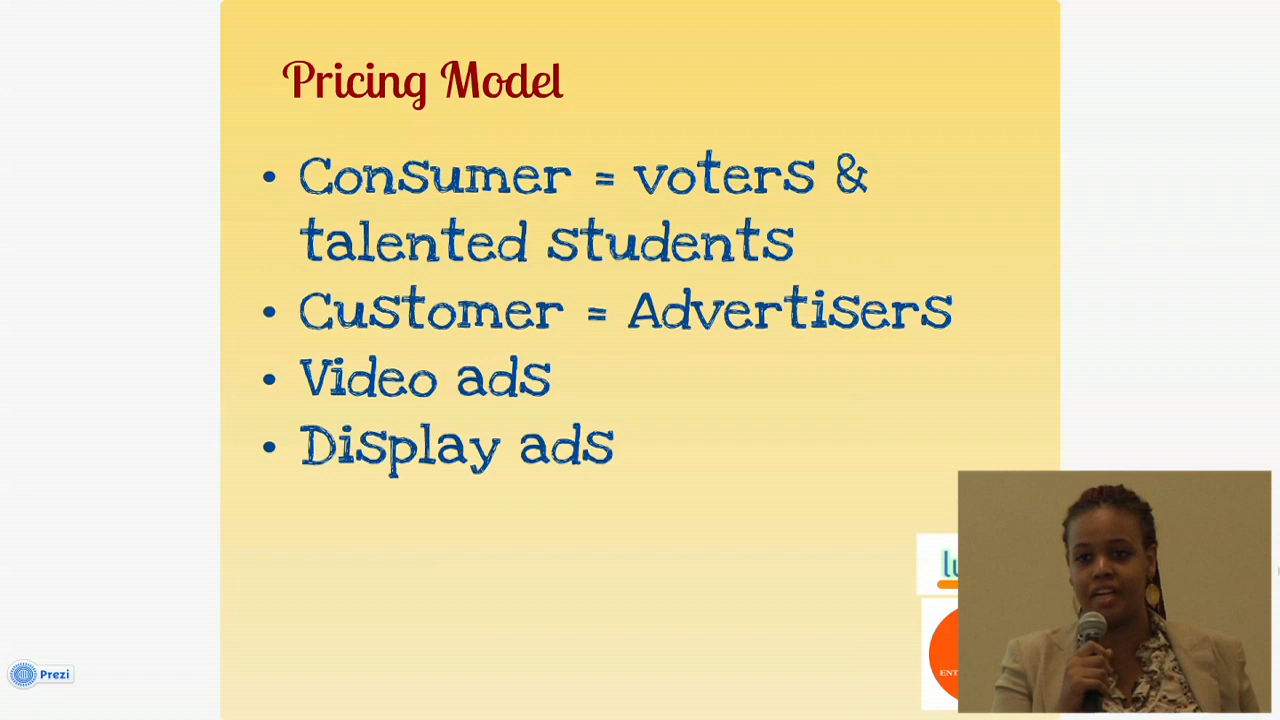 Pricing Model
• Consumer = voters &
talented students
• Customer = Advertisers
• Video ads
• Display ads
Prezi